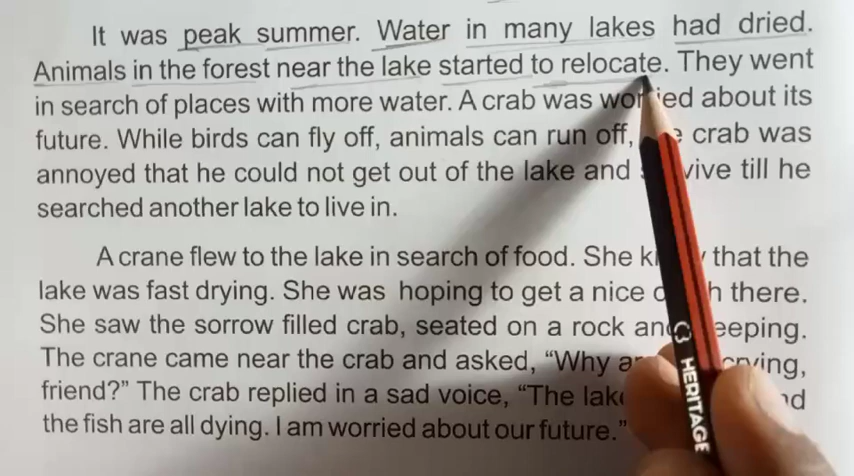 It was peak summer. Water in many lakes had dried.
Animals in the forest near the lake started to relocate. They went
in search of places with more water. A crab was worried about its
future. While birds can fly off, animals can run off, crab was
annoyed that he could not get out of the lake and survive till he
searched another lake to live in.
A crane flew to the lake in search of food. She that the
lake was fast drying. She was hoping to get a nice there.
She saw the sorrow filled crab, seated on a rock and weeping.
The crane came near the crab and asked, “Why crying,
friend?” The crab replied in a sad voice, “The
the fish are all dying. I am worried about our future.”
HERITAGE